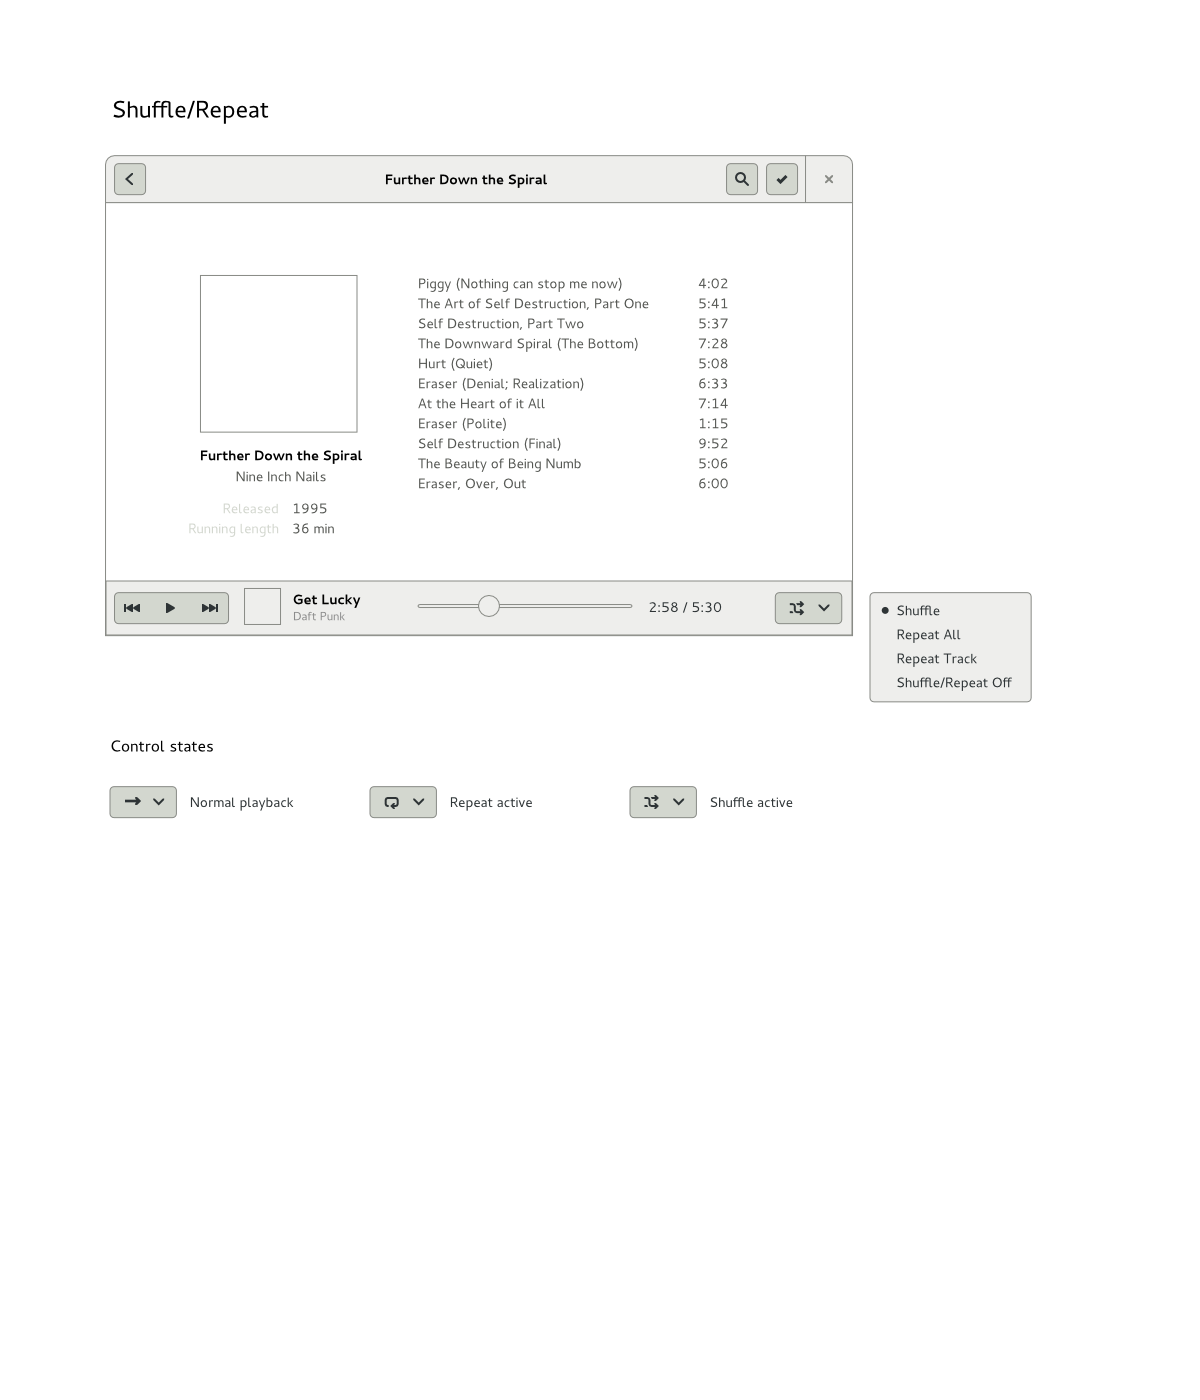 Shuffle/Repeat
Further Down the Spiral
Piggy (Nothing can stop me now) 4:02
The Art of Self Destruction, Part One 5:41
Self Destruction, Part Two 5:37
The Downward Spiral (The Bottom) 7:28
Hurt (Quiet) 5:08
Eraser (Denial; Realization) 6:33
At the Heart of it All 7:14
Eraser (Polite) 1:15
Self Destruction (Final) 9:52
The Beauty of Being Numb 5:06
Eraser, Over, Out 6:00
Further Down the Spiral
Nine Inch Nails
Released 1995
Running length 36 min
Get Lucky
Daft Punk
2:58 / 5:30
Shuffle
Repeat All
Repeat Track
Shuffle/Repeat Off
Control states
Normal playback
Repeat active
Shuffle active